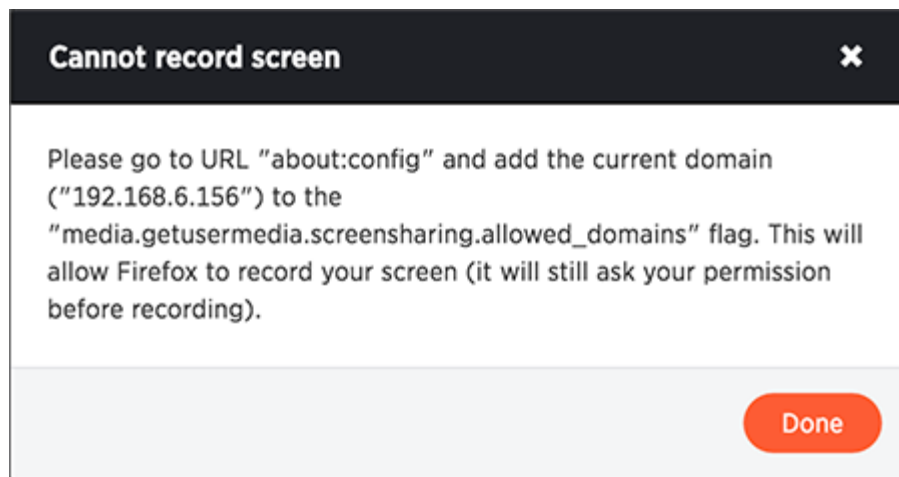 Cannot record screen
Please go to URL "about:config" and add the current domain
("192.168.6.156") to the
"media.getusermedia.screensharing.allowed_domains" flag. This will
allow Firefox to record your screen (it will still ask your permission
before recording).
Done